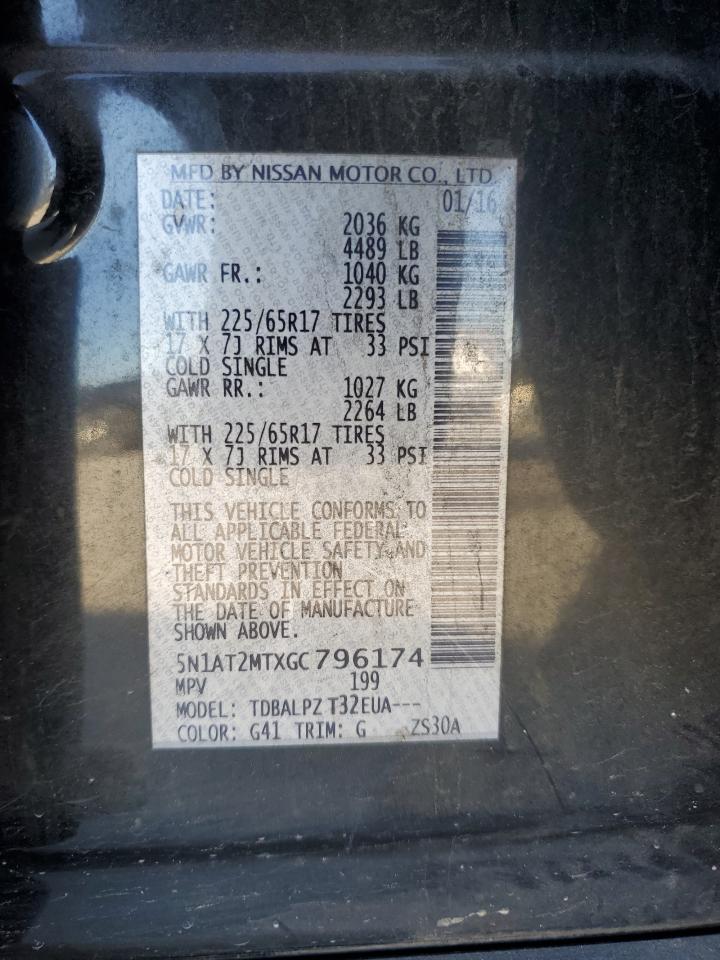 MFD BY NISSAN MOTOR CO., LTD.
DATE: 01/16
GVWR: 2036 KG
4489 LB
GAWR FR.: 1040 KG
2293 LB
WITH 225/65R17 TIRES
17 X 7J RIMS AT 33 PSI
COLD SINGLE
GAWR RR.: 1027 KG
2264 LB
WITH 225/65R17 TIRES
17 X 7J RIMS AT 33 PSI
COLD SINGLE
THIS VEHICLE CONFORMS TO
ALL APPLICABLE FEDERAL
MOTOR VEHICLE SAFETY AND
THEFT PREVENTION
STANDARDS IN EFFECT ON
THE DATE OF MANUFACTURE
SHOWN ABOVE.
5N1AT2MTXGC796174
MPV 199
MODEL: TDBALPZ T32EUA---
COLOR: G41 TRIM: G ZS30A